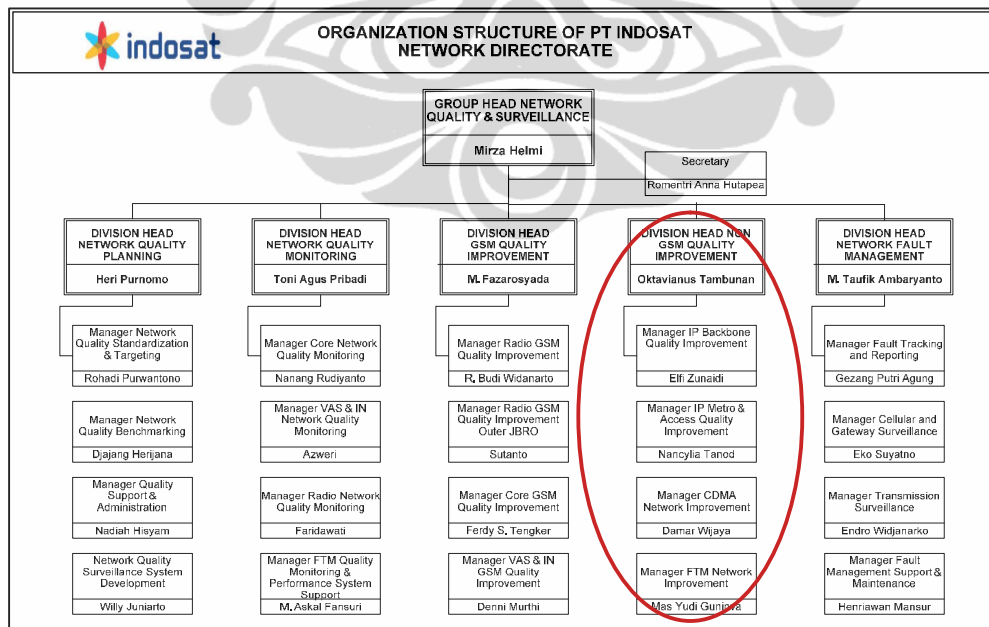 indosat
ORGANIZATION STRUCTURE OF PT INDOSAT
NETWORK DIRECTORATE
GROUP HEAD NETWORK
QUALITY & SURVEILLANCE
Mirza Helmi
Secretary
Romentri Anna Hutapea
DIVISION HEAD
NETWORK QUALITY
PLANNING
Heri Purnomo
Manager Network
Quality Standardization
& Targeting
Rohadi Purwantono
Manager Network
Quality Benchmarking
Djajang Herijana
Manager Quality
Support &
Administration
Nadiah Hisyam
Network Quality
Surveillance System
Development
Willy Juniarto
DIVISION HEAD
NETWORK QUALITY
MONITORING
Toni Agus Pribadi
Manager Core Network
Quality Monitoring
Nanang Rudiyanto
Manager VAS & IN
Network Quality
Monitoring
Azweri
Manager Radio Network
Quality Monitoring
Faridawati
Manager FTM Quality
Monitoring &
Performance System
Support
M. Askal Fansuri
DIVISION HEAD
GSM QUALITY
IMPROVEMENT
M. Fazarosyada
Manager Radio GSM
Quality Improvement
R. Budi Widanarto
Manager Radio GSM
Quality Improvement
Outer JBRO
Sutanto
Manager Core GSM
Quality Improvement
Ferdy S. Tengker
Manager VAS & IN
GSM Quality
Improvement
Denni Murthi
DIVISION HEAD NON
GSM QUALITY
IMPROVEMENT
Oktavianus Tambunan
Manager IP Backbone
Quality Improvement
Elfi Zunaidi
Manager IP Metro &
Access Quality
Improvement
Nancylia Tanod
Manager CDMA
Network Improvement
Damar Wijaya
Manager FTM Network
Improvement
Mas Yudi
DIVISION HEAD
NETWORK FAULT
MANAGEMENT
M. Taufik Ambaryanto
Manager Fault Tracking
and Reporting
Gezang Putri Agung
Manager Cellular and
Gateway Surveillance
Eko Suyatno
Manager Transmission
Surveillance
Endro Widjanarko
Manager Fault
Management Support &
Maintenance
Henriawan Mansur